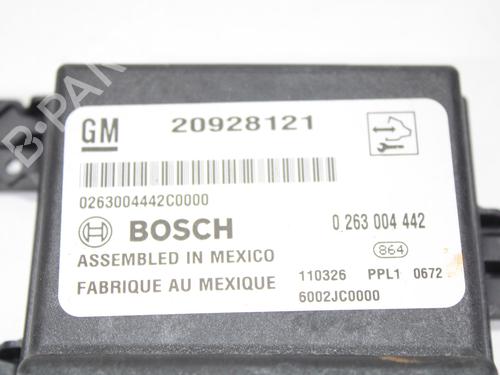 B-PARTS
GM 20928121
0263004442C0000
BOSCH 0 263 004 442
ASSEMBLED IN MEXICO 864
FABRIQUE AU MEXIQUE 110326 PPL1 0672
6002JC0000